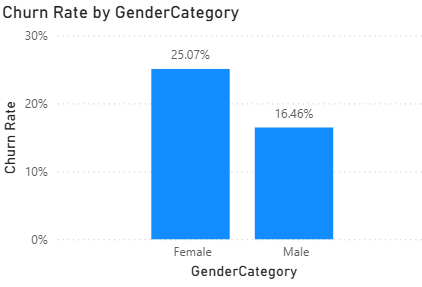 Churn Rate by GenderCategory
Churn Rate
30%
20%
10%
0%
25.07%
16.46%
Female
Male
GenderCategory